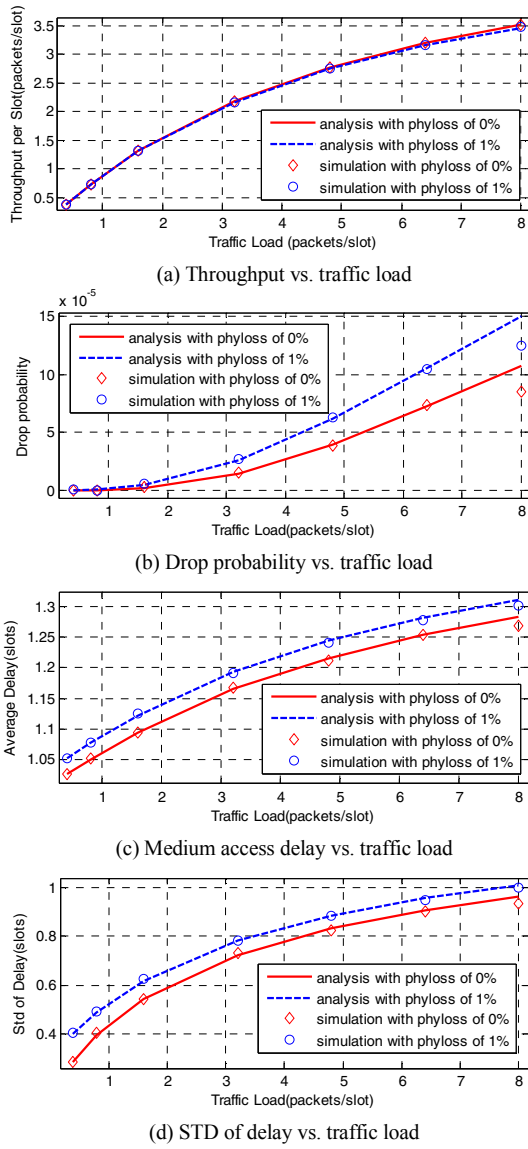 3.5
3
2.5
2
1.5
1
0.5
Throughput per Slot(packets/slot)
analysis with phyloss of 0%
analysis with phyloss of 1%
simulation with phyloss of 0%
simulation with phyloss of 1%
1 2 3 4 5 6 7 8
Traffic Load (packets/slot)
(a) Throughput vs. traffic load
x 10-5
15
10
5
0
Drop probability
analysis with phyloss of 0%
analysis with phyloss of 1%
simulation with phyloss of 0%
simulation with phyloss of 1%
1 2 3 4 5 6 7 8
Traffic Load(packets/slot)
(b) Drop probability vs. traffic load
1.3
1.25
1.2
1.15
1.1
1.05
Average Delay(slots)
analysis with phyloss of 0%
analysis with phyloss of 1%
simulation with phyloss of 0%
simulation with phyloss of 1%
1 2 3 4 5 6 7 8
Traffic Load(packets/slot)
(c) Medium access delay vs. traffic load
1
0.8
0.6
0.4
Std of Delay(slots)
analysis with phyloss of 0%
analysis with phyloss of 1%
simulation with phyloss of 0%
simulation with phyloss of 1%
1 2 3 4 5 6 7 8
Traffic Load(packets/slot)
(d) STD of delay vs. traffic load